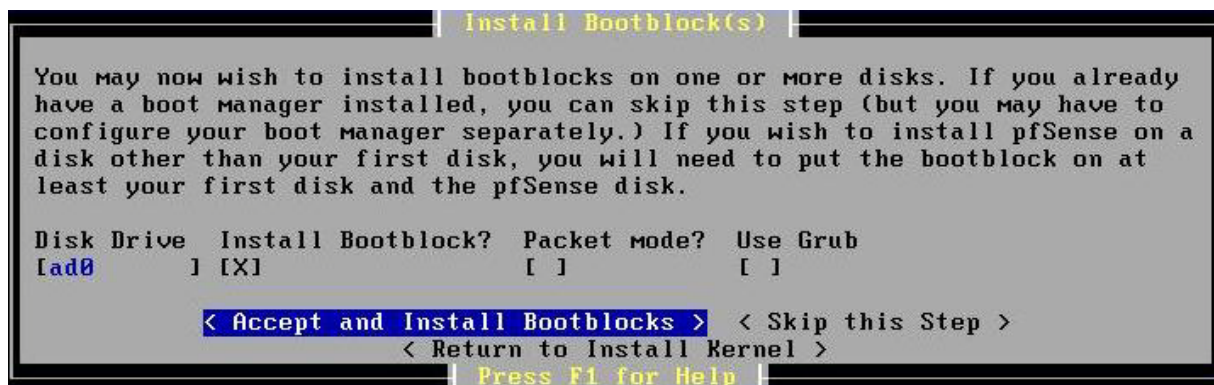 Install Bootblock(s)
You may now wish to install bootblocks on one or more disks. If you already
have a boot manager installed, you can skip this step (but you may have to
configure your boot manager separately.) If you wish to install pfSense on a
disk other than your first disk, you will need to put the bootblock on at
least your first disk and the pfSense disk.
Disk Drive Install Bootblock? Packet mode? Use Grub
[ad0 ] [X] [ ] [ ]
< Accept and Install Bootblocks > < Skip this Step >
< Return to Install Kernel >
Press F1 for Help